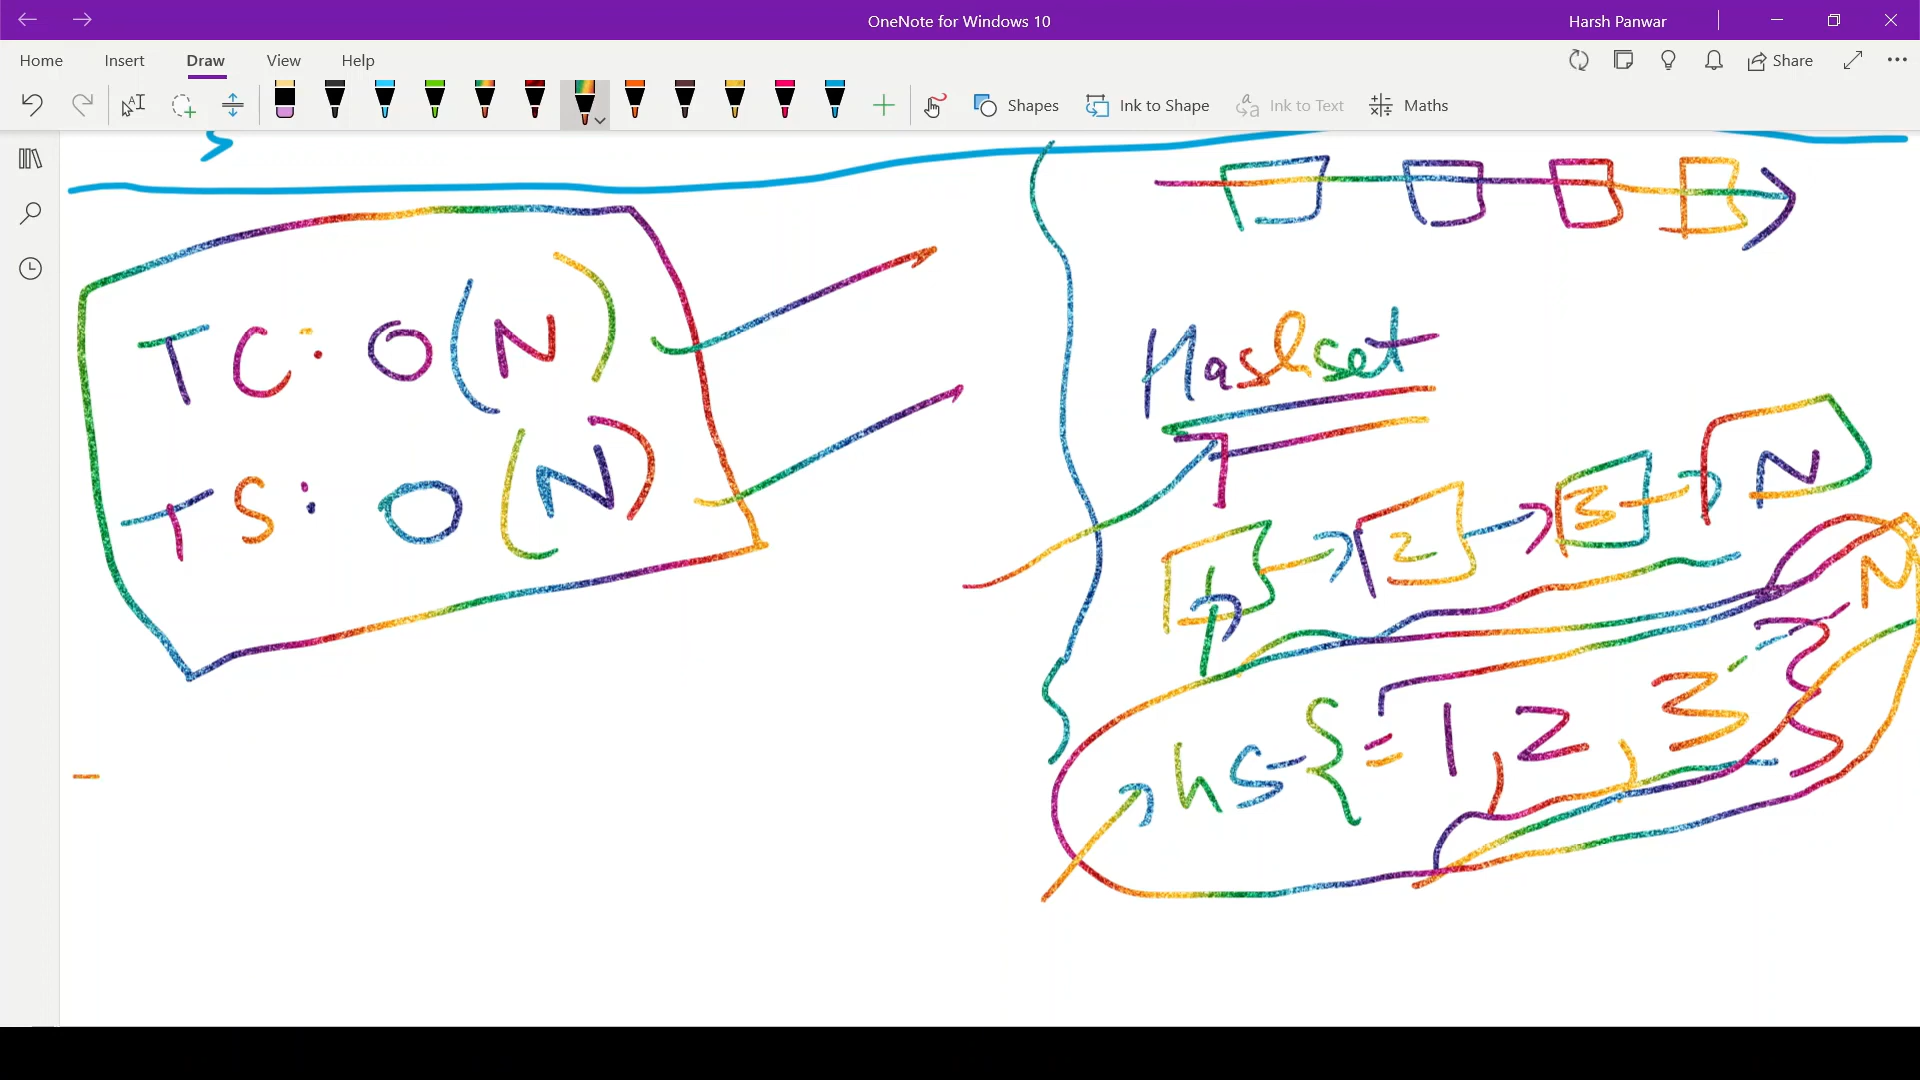 OneNote for Windows 10
Harsh Panwar
Home Insert Draw View Help
Share
Shapes Ink to Shape Ink to Text Maths
TC: O(N)
TS: O(N)
Hashset
1 2 3 N
N
hs = { 1, 2, 3